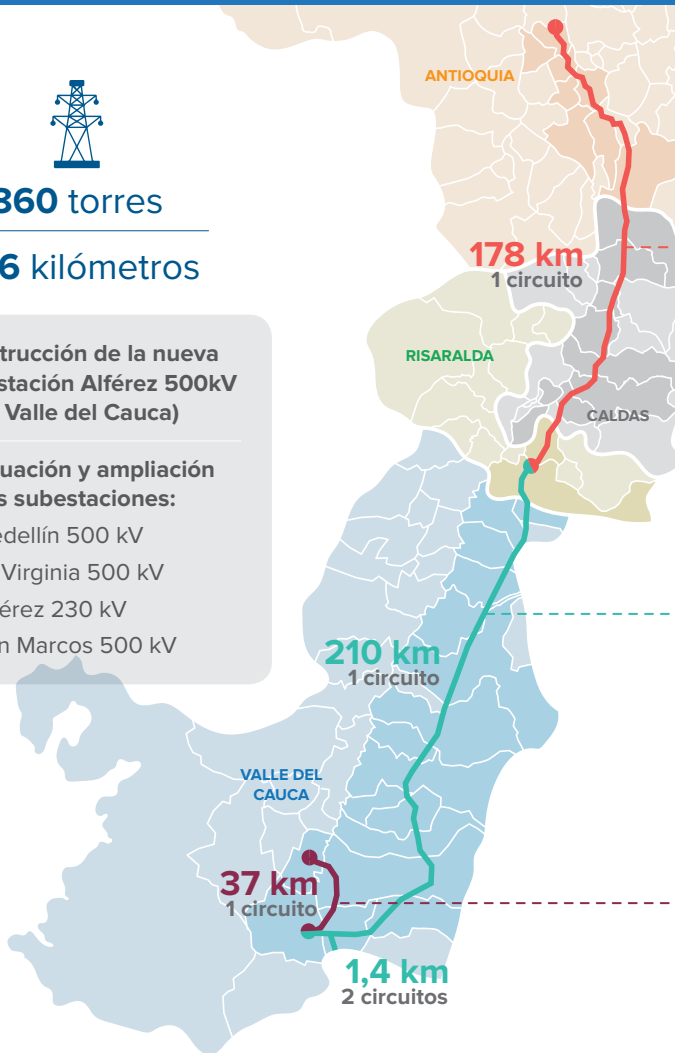 860 torres
6 kilómetros
trucción de la nueva
stación Alférez 500kV
Valle del Cauca)
uación y ampliación
s subestaciones:
edellín 500 kV
Virginia 500 kV
érez 230 kV
n Marcos 500 kV
ANTIOQUIA
178 km
1 circuito
RISARALDA
CALDAS
210 km
1 circuito
VALLE DEL
CAUCA
37 km
1 circuito
1,4 km
2 circuitos